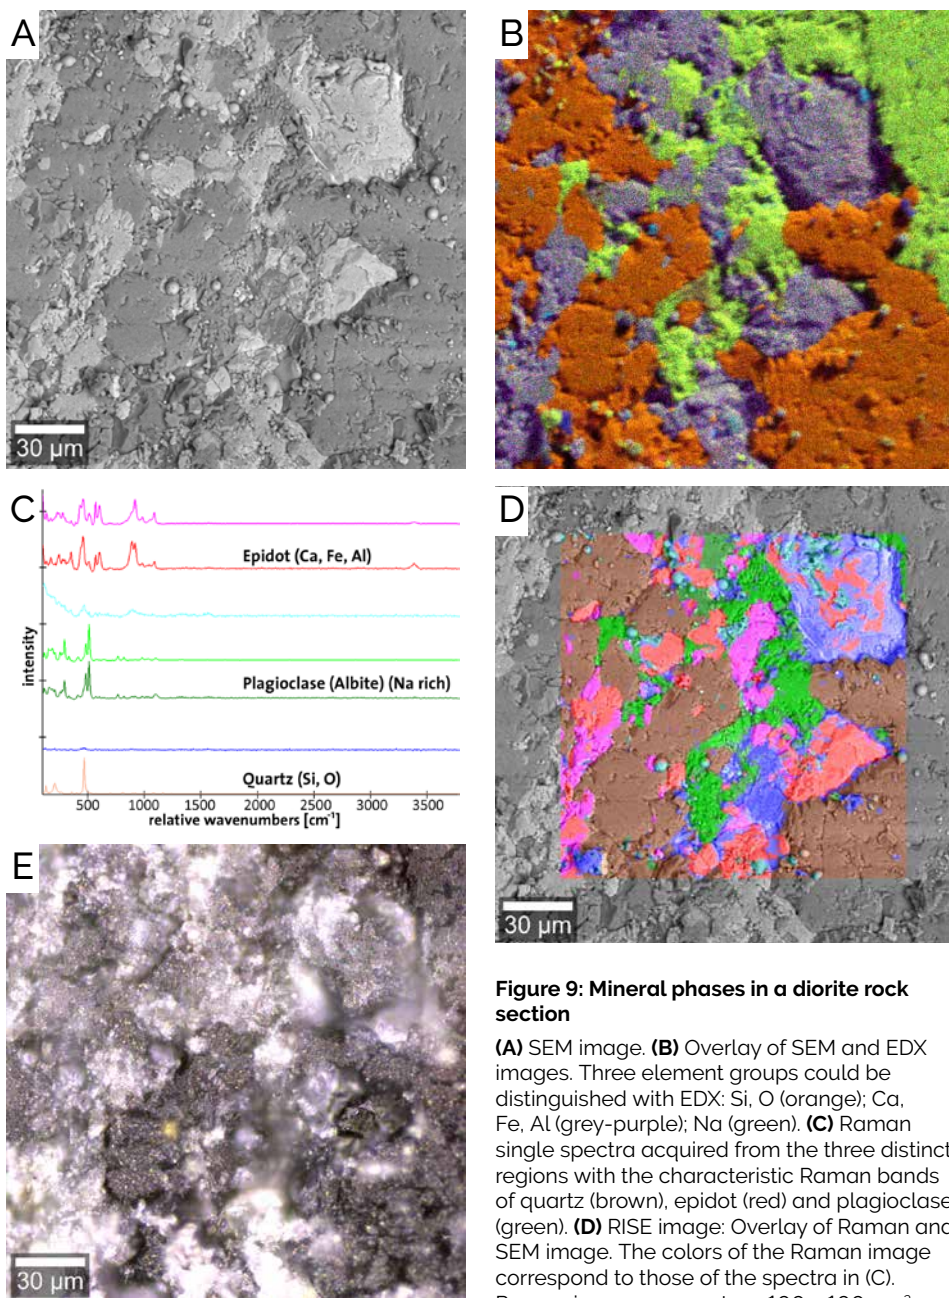 A
30 µm
B
C
Epidot (Ca, Fe, Al)
Plagioclase (Albite) (Na rich)
Quartz (Si, O)
intensity
500 1000 1500 2000 2500 3000 3500
relative wavenumbers [cm⁻¹]
D
30 µm
E
30 µm
Figure 9: Mineral phases in a diorite rock
section
(A) SEM image. (B) Overlay of SEM and EDX
images. Three element groups could be
distinguished with EDX: Si, O (orange); Ca,
Fe, Al (grey-purple); Na (green). (C) Raman
single spectra acquired from the three distinct
regions with the characteristic Raman bands
of quartz (brown), epidot (red) and plagioclase
(green). (D) RISE image: Overlay of Raman and
SEM image. The colors of the Raman image
correspond to those of the spectra in (C).